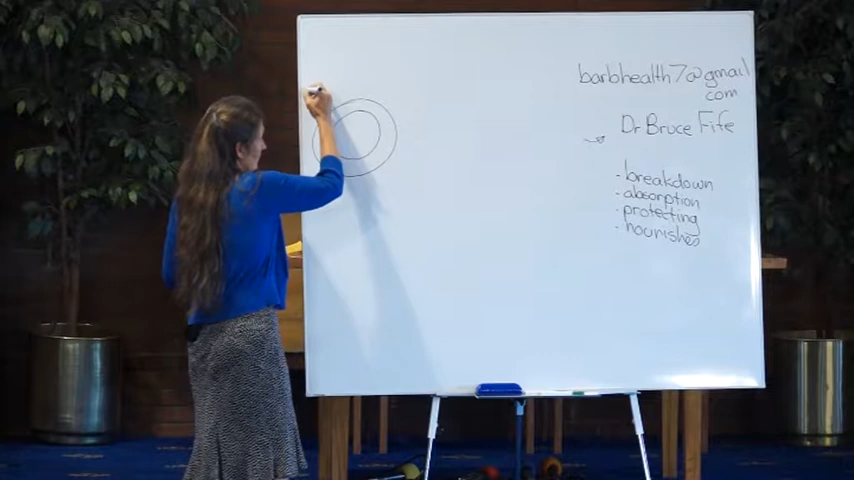 barbhealth7@gmail
com
Dr Bruce Fife
· breakdown
· absorption
· protecting
· nourishes